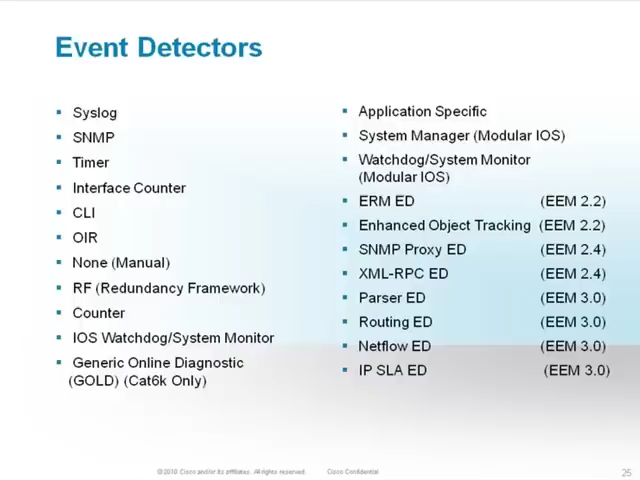 Event Detectors
Syslog
SNMP
Timer
Interface Counter
CLI
OIR
None (Manual)
RF (Redundancy Framework)
Counter
IOS Watchdog/System Monitor
Generic Online Diagnostic
(GOLD) (Cat6k Only)
Application Specific
System Manager (Modular IOS)
Watchdog/System Monitor
(Modular IOS)
ERM ED (EEM 2.2)
Enhanced Object Tracking (EEM 2.2)
SNMP Proxy ED (EEM 2.4)
XML-RPC ED (EEM 2.4)
Parser ED (EEM 3.0)
Routing ED (EEM 3.0)
Netflow ED (EEM 3.0)
IP SLA ED (EEM 3.0)
© 2010 Cisco and/or its affiliates. All rights reserved. Cisco Confidential 25